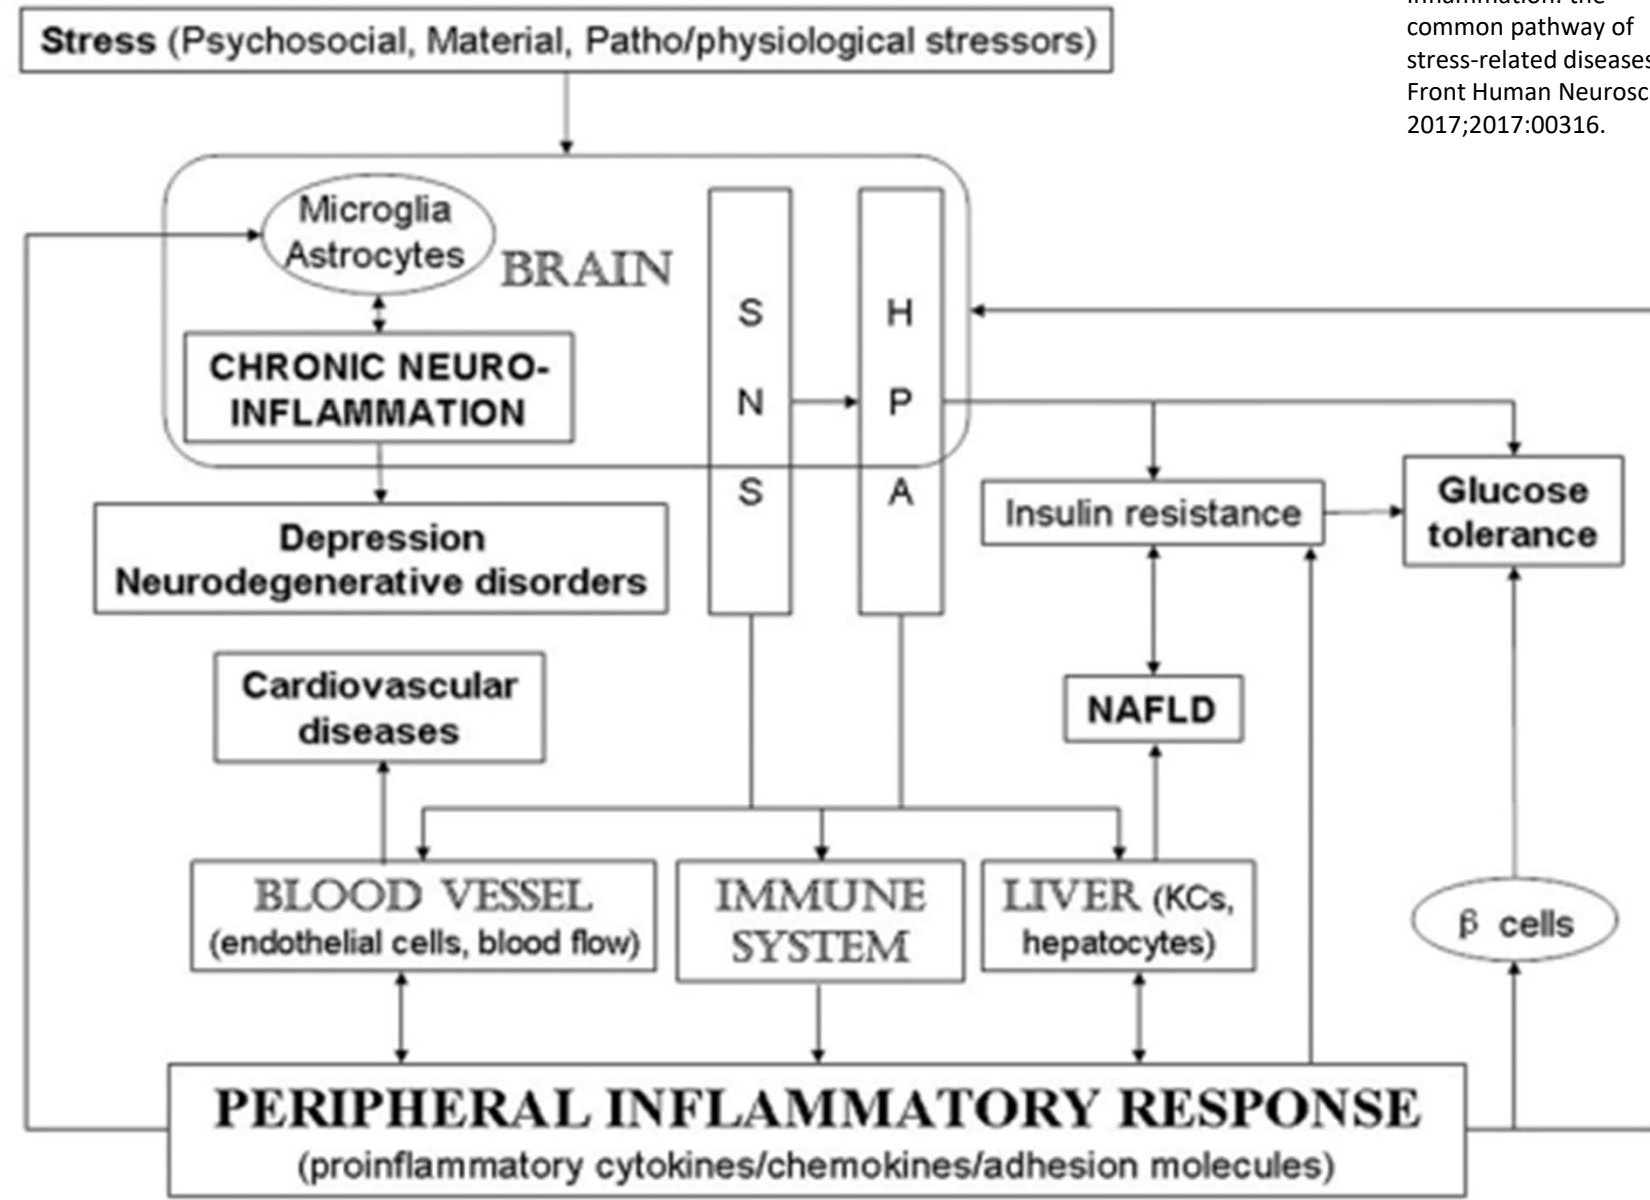 Stress (Psychosocial, Material, Patho/physiological stressors)
Inflammation: the
common pathway of
stress-related diseases
Front Human Neurosc
2017;2017:00316.
Microglia
Astrocytes
BRAIN
CHRONIC NEURO-
INFLAMMATION
Depression
Neurodegenerative disorders
S
N
S
H
P
A
Insulin resistance
Glucose
tolerance
Cardiovascular
diseases
NAFLD
BLOOD VESSEL
(endothelial cells, blood flow)
IMMUNE
SYSTEM
LIVER (KCs,
hepatocytes)
β cells
PERIPHERAL INFLAMMATORY RESPONSE
(proinflammatory cytokines/chemokines/adhesion molecules)